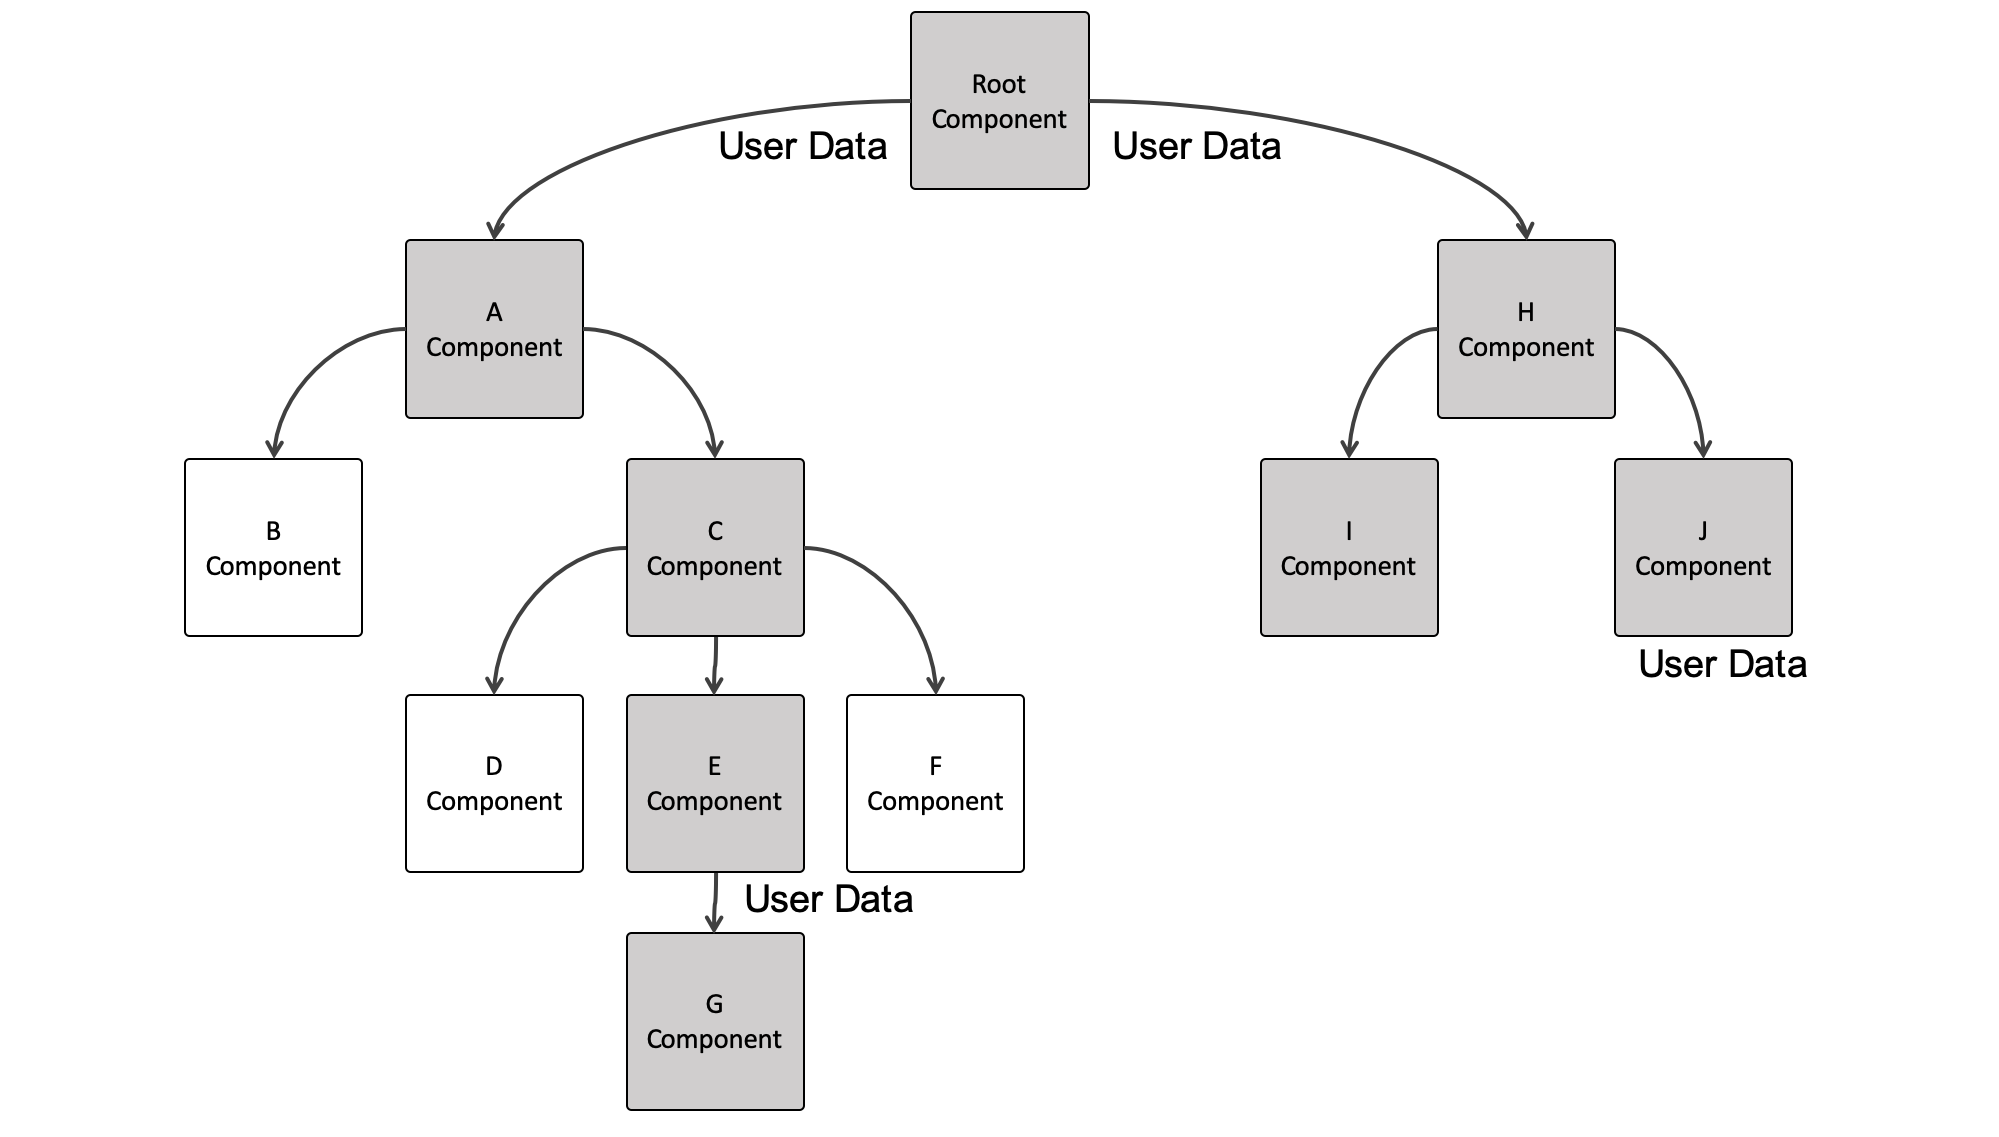 Root
Component
User Data
User Data
A
Component
H
Component
B
Component
C
Component
I
Component
J
Component
User Data
D
Component
E
Component
F
Component
User Data
G
Component